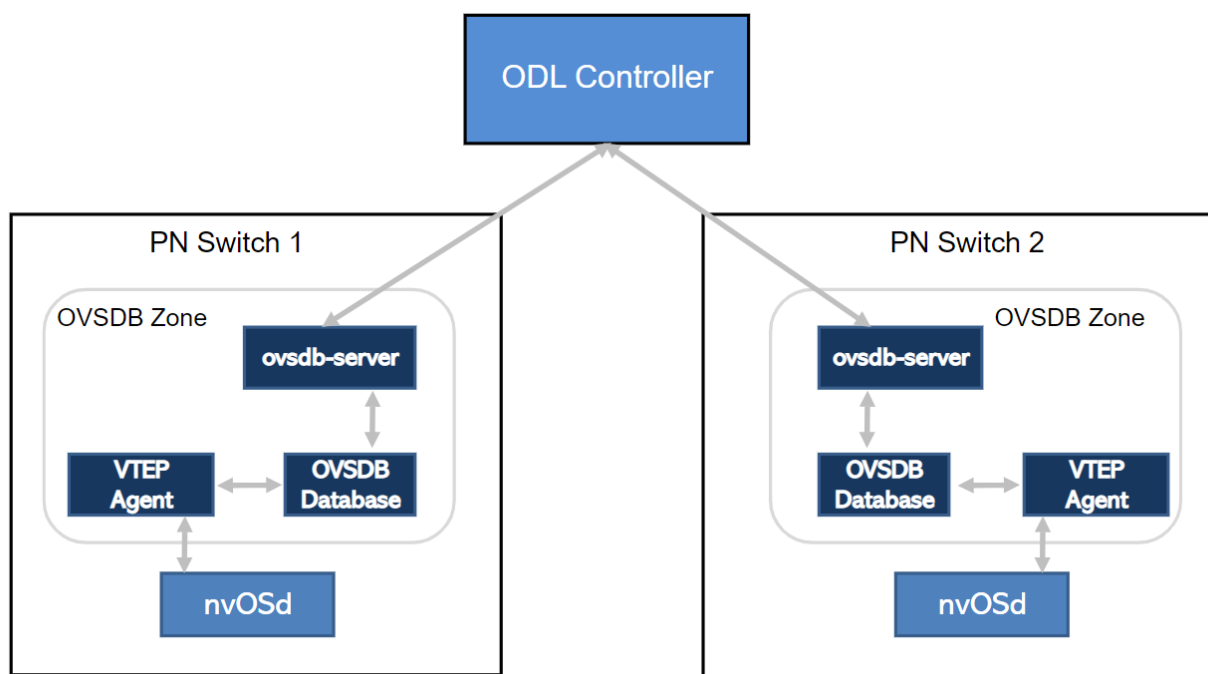 ODL Controller
PN Switch 1
OVSDB Zone
ovsdb-server
VTEP
Agent
OVSDB
Database
nvOSd
PN Switch 2
OVSDB Zone
ovsdb-server
OVSDB
Database
VTEP
Agent
nvOSd